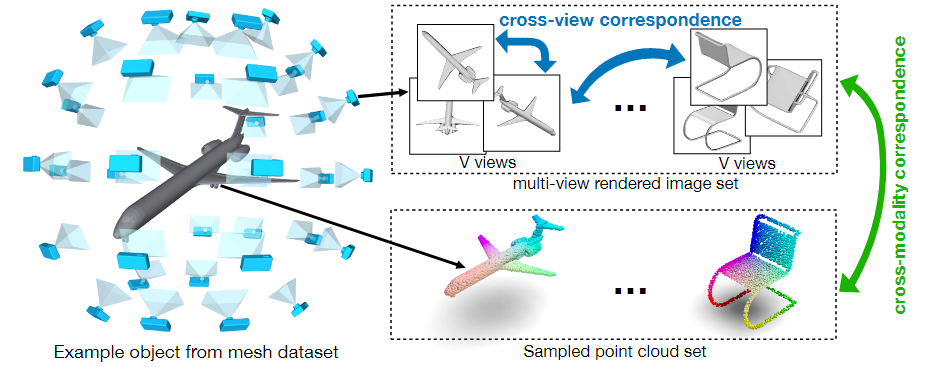 cross-view correspondence
...
V views
V views
multi-view rendered image set
cross-modality correspondence
...
Example object from mesh dataset
Sampled point cloud set